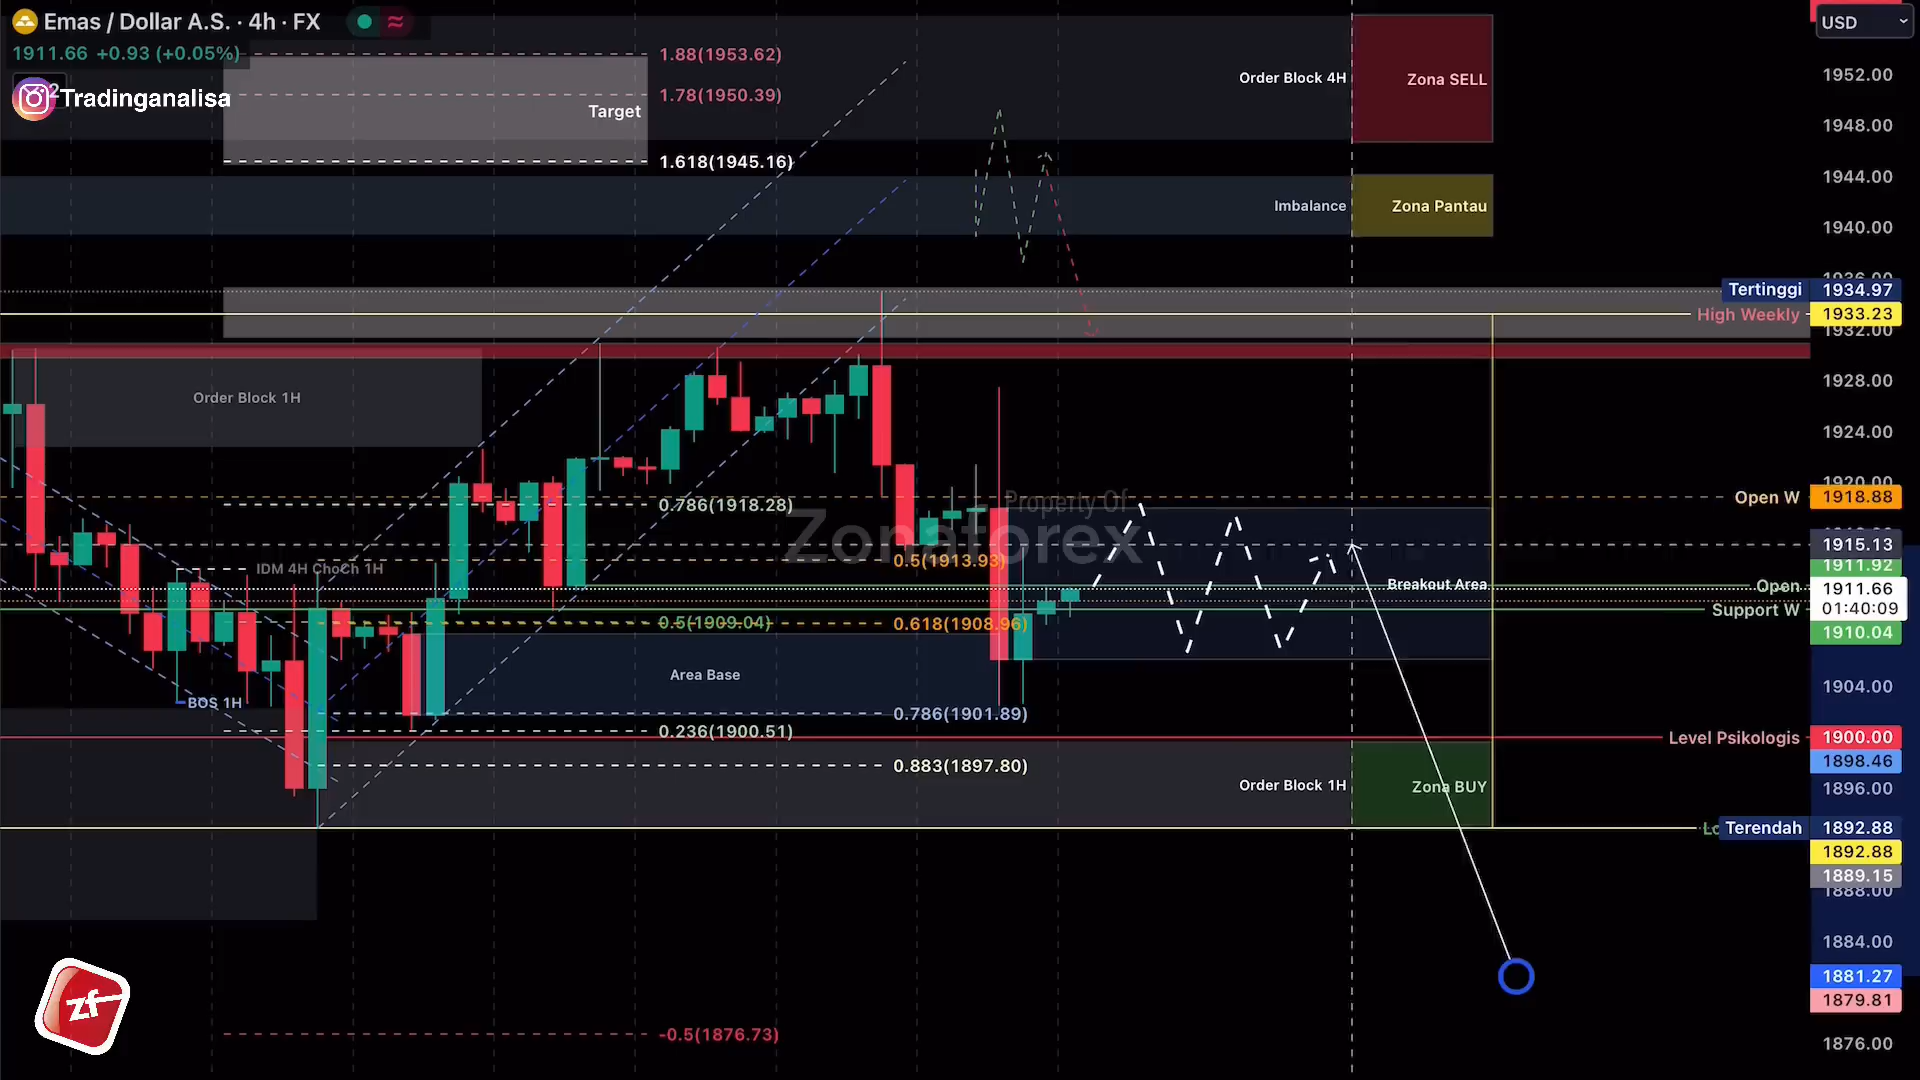 Emas / Dollar A.S. · 4h · FX
1911.66 +0.93 (+0.05%)
Tradinganalisa
USD
1.88(1953.62)
1.78(1950.39)
Target
1.618(1945.16)
Order Block 4H
Zona SELL
Imbalance
Zona Pantau
1952.00
1948.00
1944.00
1940.00
Tertinggi 1934.97
High Weekly 1933.23
1932.00
Order Block 1H
1928.00
1924.00
1920.00
0.786(1918.28)
Property Of
Zonaforex
Open W 1918.88
1915.13
0.5(1913.93)
IDM 4H ChoCh 1H
Breakout Area
1911.92
Open 1911.66
01:40:09
Support W
1910.04
0.5(1909.04)
0.618(1908.96)
Area Base
BOS 1H
1904.00
0.786(1901.89)
0.236(1900.51)
Level Psikologis 1900.00
1898.46
0.883(1897.80)
Order Block 1H
Zona BUY
1896.00
Terendah 1892.88
1892.88
1889.15
1888.00
1884.00
1881.27
1879.81
zf
-0.5(1876.73)
1876.00